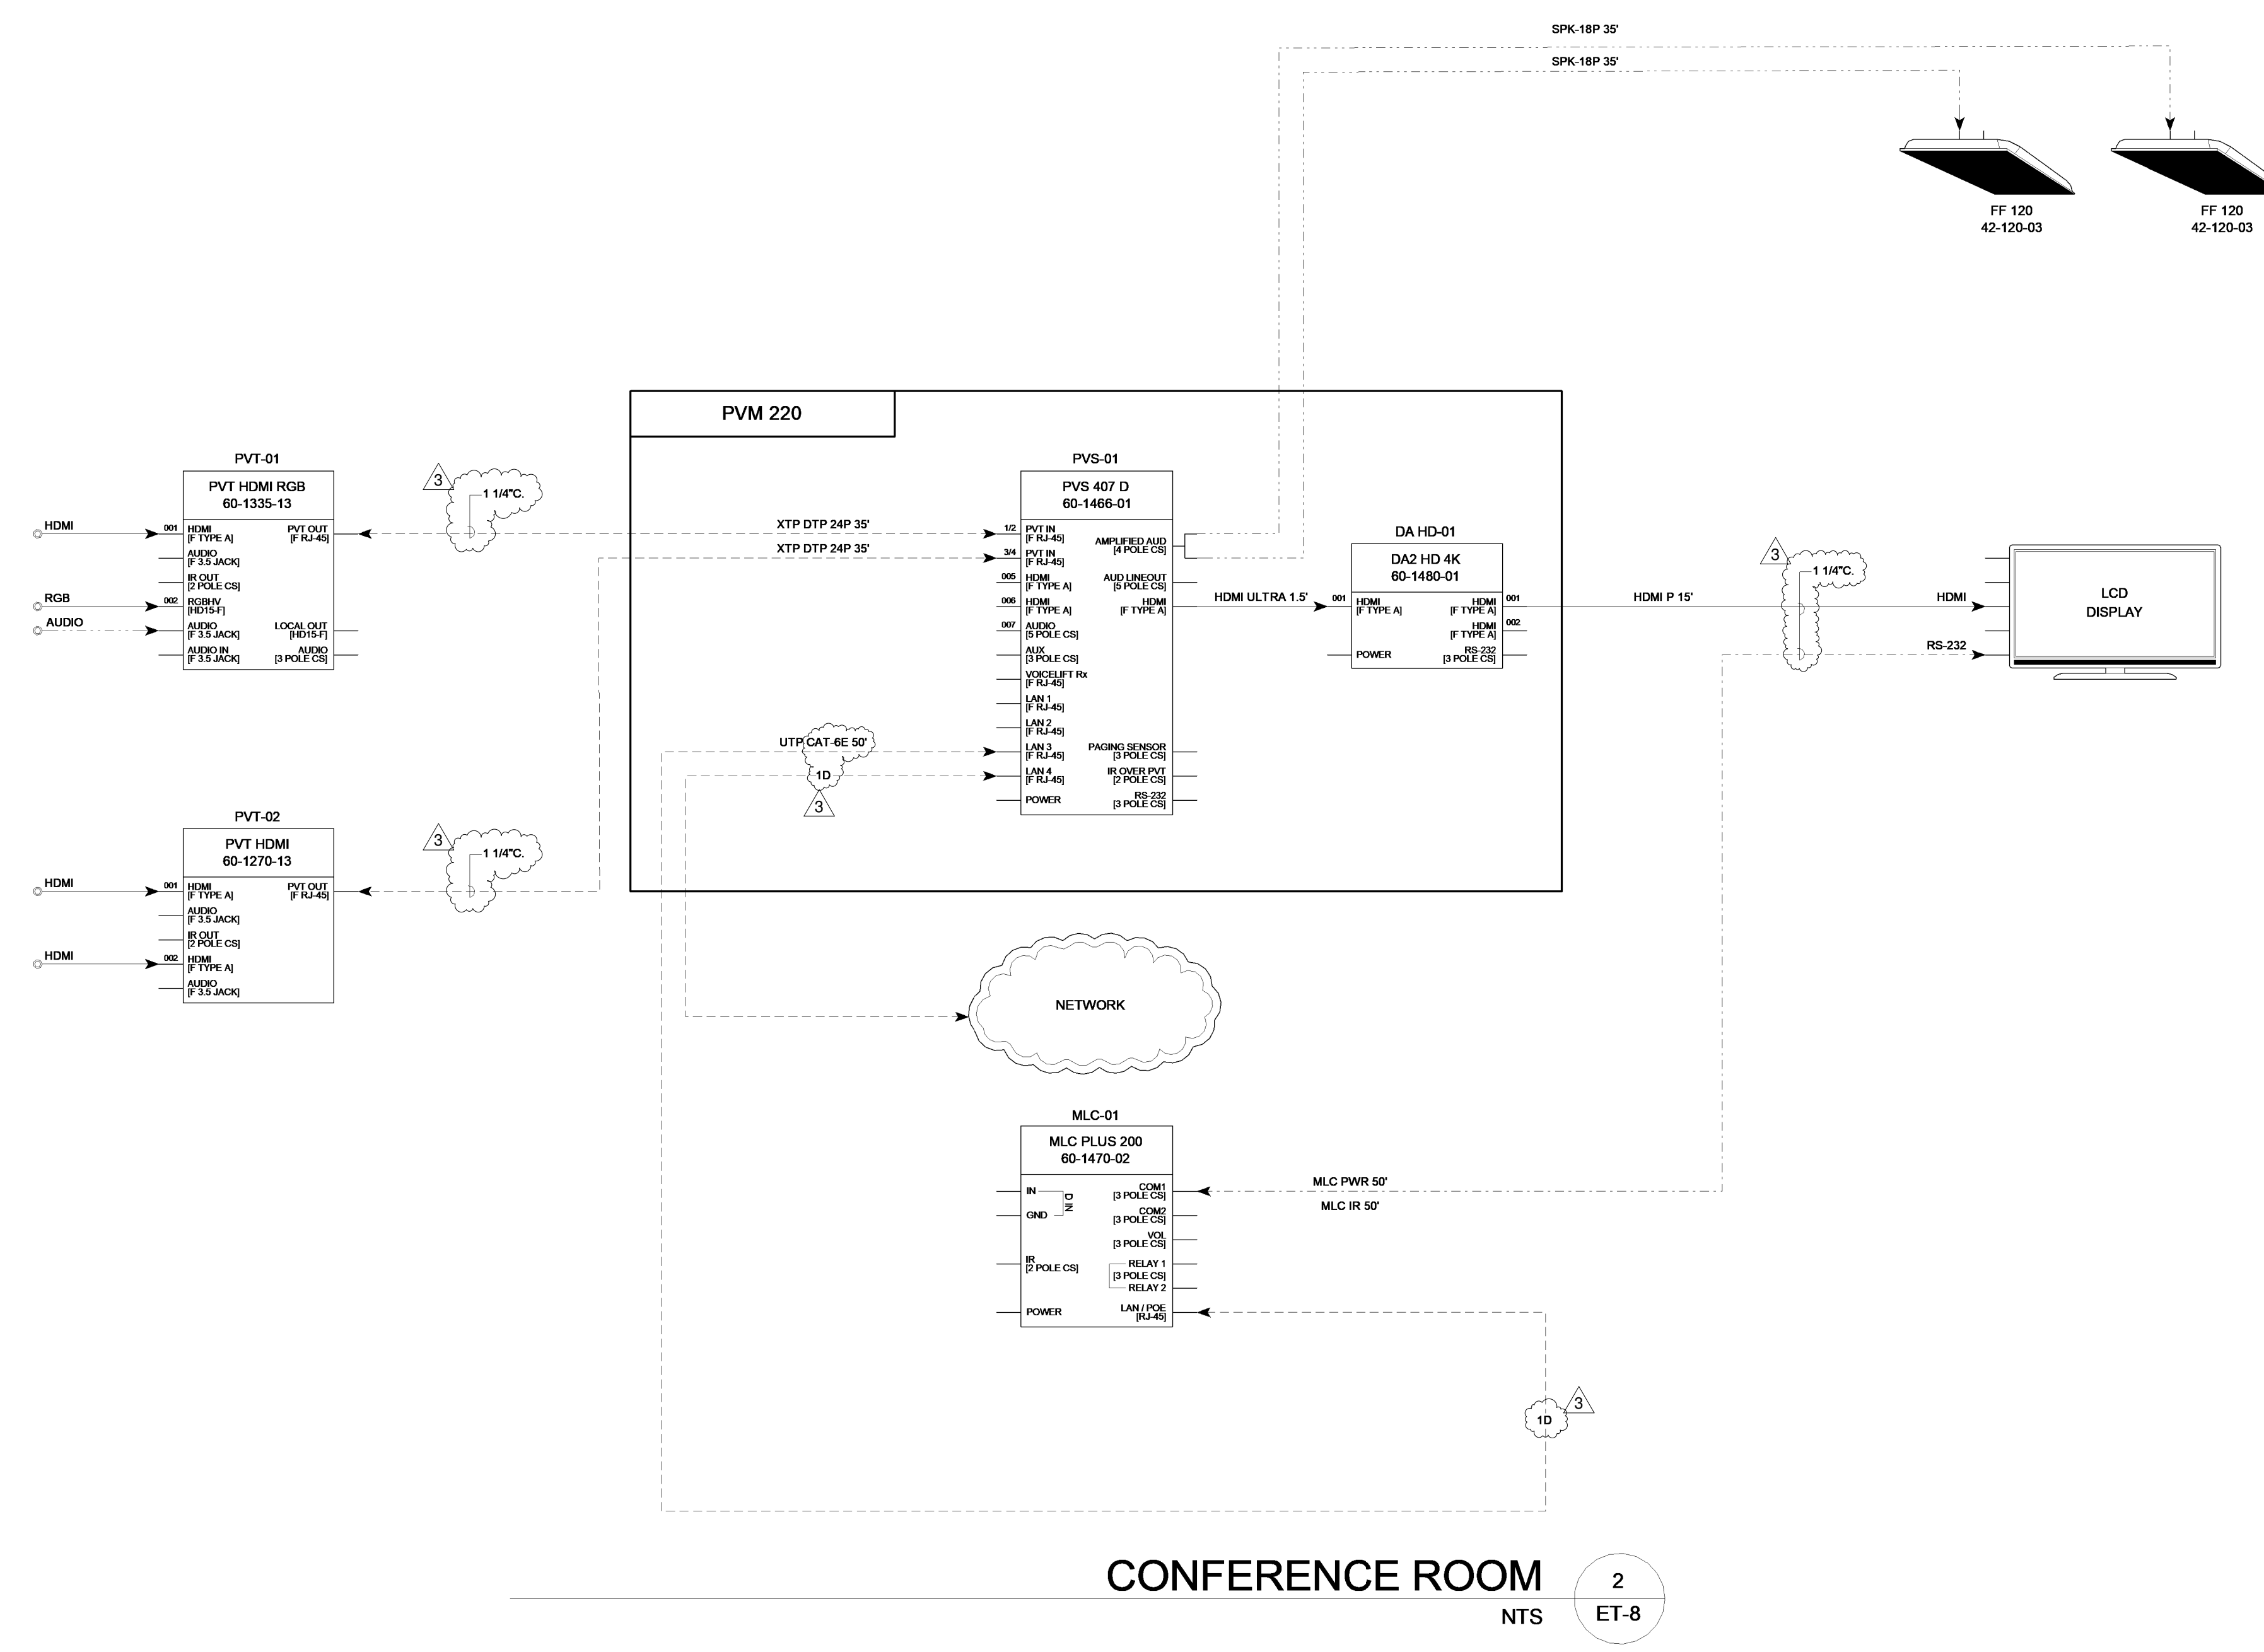 SPK-18P 35'
SPK-18P 35'
FF 120
42-120-03
FF 120
42-120-03
PVM 220
PVT-01
PVT HDMI RGB
60-1335-13
HDMI
001
HDMI
[F TYPE A]
AUDIO
[F 3.5 JACK]
IR OUT
[2 POLE CS]
RGB
002
RGBHV
[HD15-F]
AUDIO
AUDIO
[F 3.5 JACK]
AUDIO IN
[F 3.5 JACK]
PVT OUT
[F RJ-45]
LOCAL OUT
[HD15-F]
AUDIO
[3 POLE CS]
3
1 1/4"C.
XTP DTP 24P 35'
XTP DTP 24P 35'
PVS-01
PVS 407 D
60-1466-01
1/2
PVT IN
[F RJ-45]
3/4
PVT IN
[F RJ-45]
005
HDMI
[F TYPE A]
006
HDMI
[F TYPE A]
007
AUDIO
[5 POLE CS]
AUX
[3 POLE CS]
VOICELIFT Rx
[F RJ-45]
LAN 1
[F RJ-45]
LAN 2
[F RJ-45]
LAN 3
[F RJ-45]
LAN 4
[F RJ-45]
POWER
AMPLIFIED AUD
[4 POLE CS]
AUD LINEOUT
[5 POLE CS]
HDMI
[F TYPE A]
PAGING SENSOR
[3 POLE CS]
IR OVER PVT
[2 POLE CS]
RS-232
[3 POLE CS]
UTP CAT-6E 50'
1D
3
HDMI ULTRA 1.5'
DA HD-01
DA2 HD 4K
60-1480-01
001
HDMI
[F TYPE A]
POWER
HDMI
[F TYPE A]
001
HDMI
[F TYPE A]
002
RS-232
[3 POLE CS]
HDMI P 15'
3
1 1/4"C.
HDMI
RS-232
LCD
DISPLAY
PVT-02
PVT HDMI
60-1270-13
HDMI
001
HDMI
[F TYPE A]
AUDIO
[F 3.5 JACK]
IR OUT
[2 POLE CS]
HDMI
002
HDMI
[F TYPE A]
AUDIO
[F 3.5 JACK]
PVT OUT
[F RJ-45]
3
1 1/4"C.
NETWORK
MLC-01
MLC PLUS 200
60-1470-02
IN
GND
D IN
IR
[2 POLE CS]
POWER
COM1
[3 POLE CS]
COM2
[3 POLE CS]
VOL
[3 POLE CS]
RELAY 1
[3 POLE CS]
RELAY 2
LAN / POE
[RJ-45]
MLC PWR 50'
MLC IR 50'
1D
3
CONFERENCE ROOM
NTS
2
ET-8